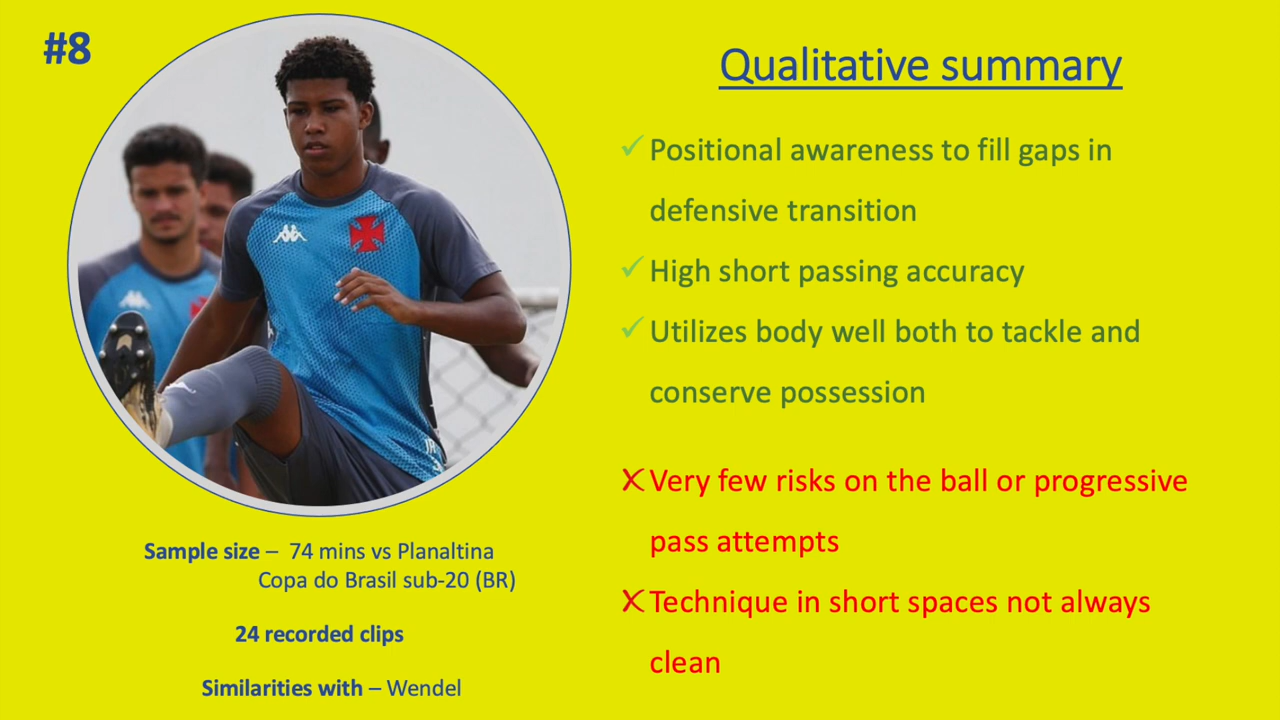 #8
Qualitative summary
✓ Positional awareness to fill gaps in
defensive transition
✓ High short passing accuracy
✓ Utilizes body well both to tackle and
conserve possession
X Very few risks on the ball or progressive
pass attempts
X Technique in short spaces not always
clean
Sample size – 74 mins vs Planaltina
Copa do Brasil sub-20 (BR)
24 recorded clips
Similarities with – Wendel